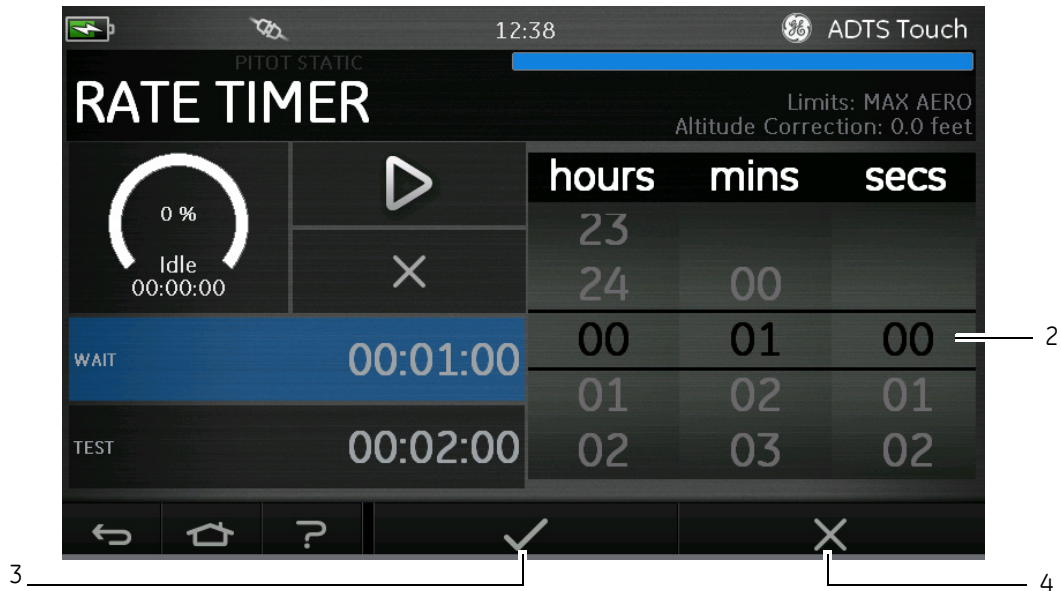 12:38
GE ADTS Touch
PITOT STATIC
RATE TIMER
Limits: MAX AERO
Altitude Correction: 0.0 feet
hours mins secs
0 %
Idle
00:00:00
23
24 00
00 01 00
01 02 01
02 03 02
WAIT 00:01:00
TEST 00:02:00
?
2
3
4